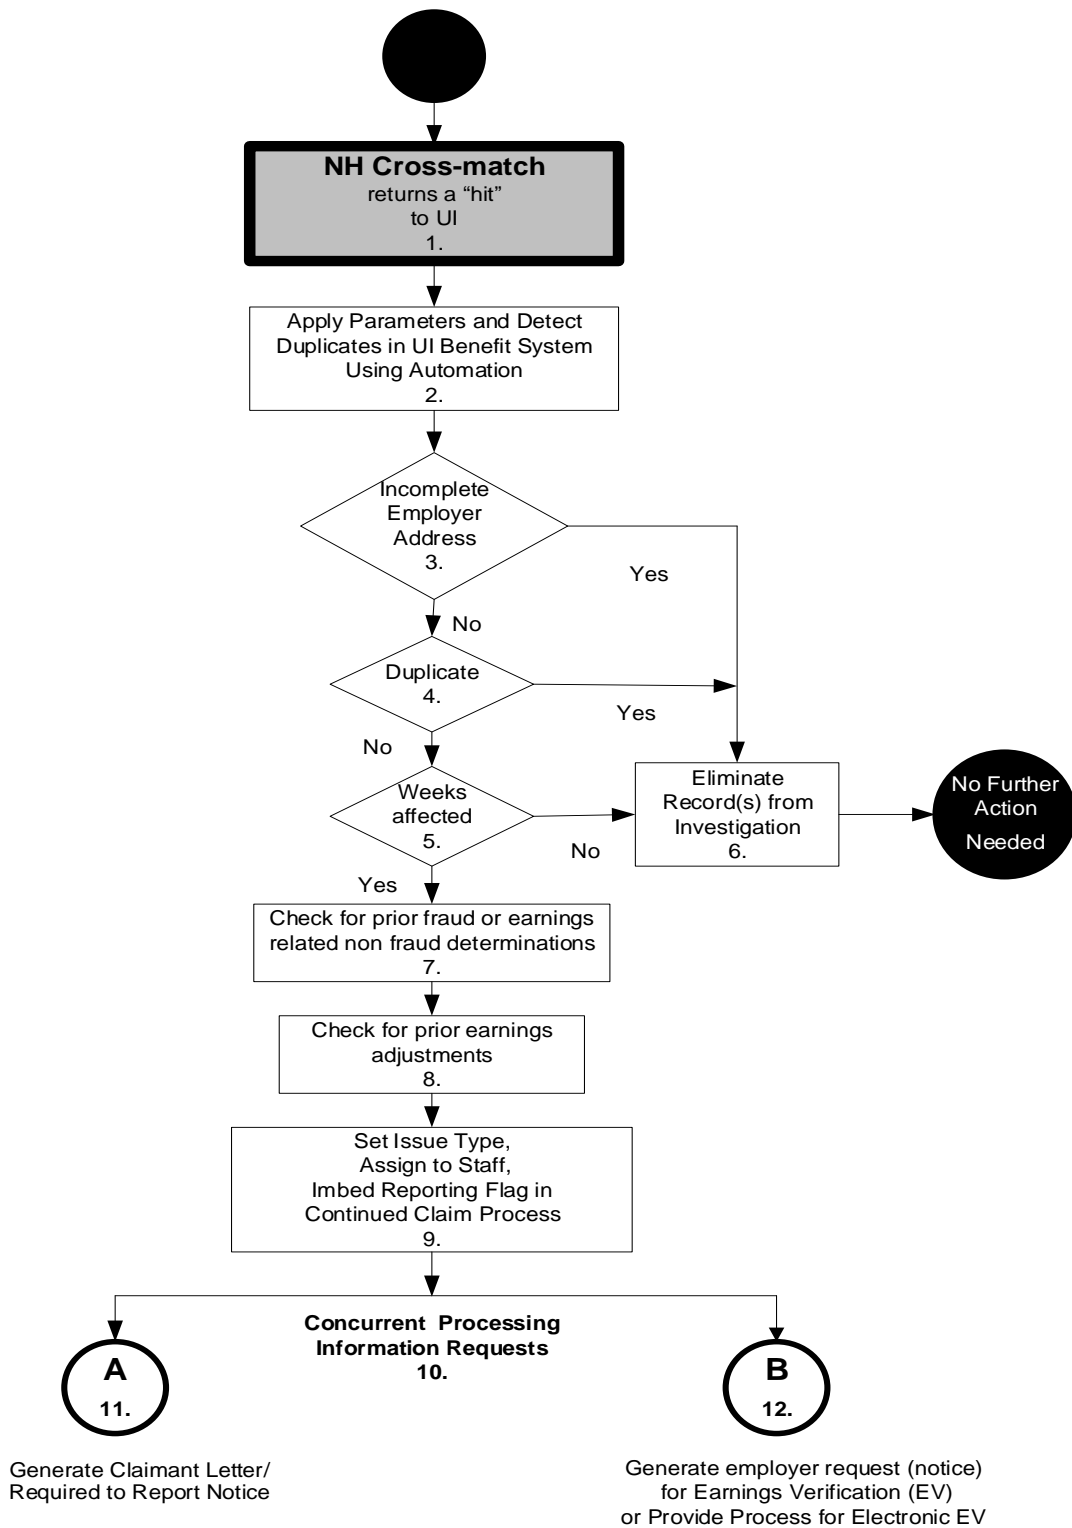 NH Cross-match
returns a “hit”
to UI
1.
Apply Parameters and Detect
Duplicates in UI Benefit System
Using Automation
2.
Incomplete
Employer
Address
3.
Yes
No
Duplicate
4.
Yes
No
Weeks
affected
5.
No
Eliminate
Record(s) from
Investigation
6.
No Further
Action
Needed
Yes
Check for prior fraud or earnings
related non fraud determinations
7.
Check for prior earnings
adjustments
8.
Set Issue Type,
Assign to Staff,
Imbed Reporting Flag in
Continued Claim Process
9.
Concurrent Processing
Information Requests
10.
A
11.
B
12.
Generate Claimant Letter/
Required to Report Notice
Generate employer request (notice)
for Earnings Verification (EV)
or Provide Process for Electronic EV